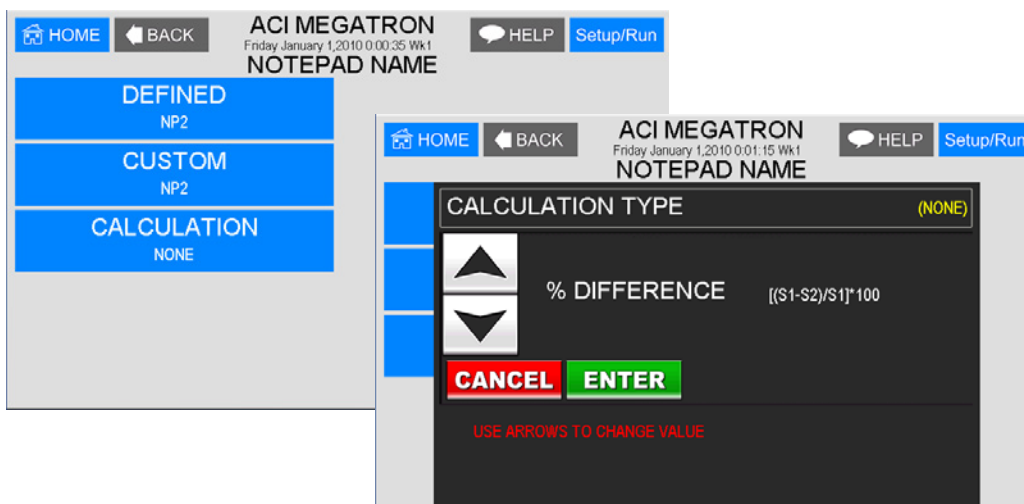 HOME
BACK
ACI MEGATRON
Friday January 1,2010 0:00:35 Wk1
NOTEPAD NAME
HELP
Setup/Run
DEFINED
NP2
CUSTOM
NP2
CALCULATION
NONE
HOME
BACK
ACI MEGATRON
Friday January 1,2010 0:01:15 Wk1
NOTEPAD NAME
HELP
Setup/Run
CALCULATION TYPE
(NONE)
% DIFFERENCE
[(S1-S2)/S1]*100
CANCEL
ENTER
USE ARROWS TO CHANGE VALUE